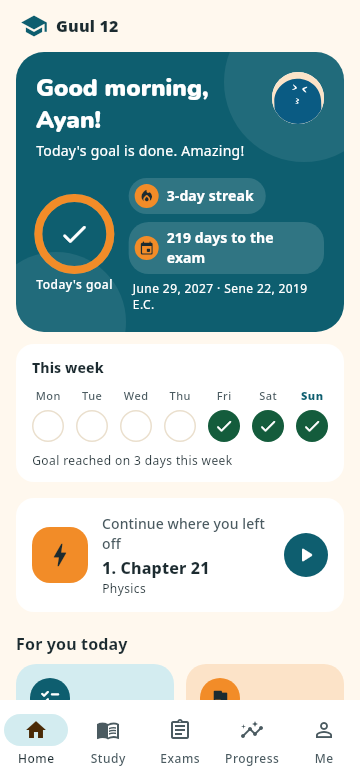 Guul 12
Good morning,
Ayan!
Today's goal is done. Amazing!
3-day streak
219 days to the
exam
Today's goal
June 29, 2027 · Sene 22, 2019
E.C.
This week
Mon Tue Wed Thu Fri Sat Sun
Goal reached on 3 days this week
Continue where you left
off
1. Chapter 21
Physics
For you today
Home Study Exams Progress Me